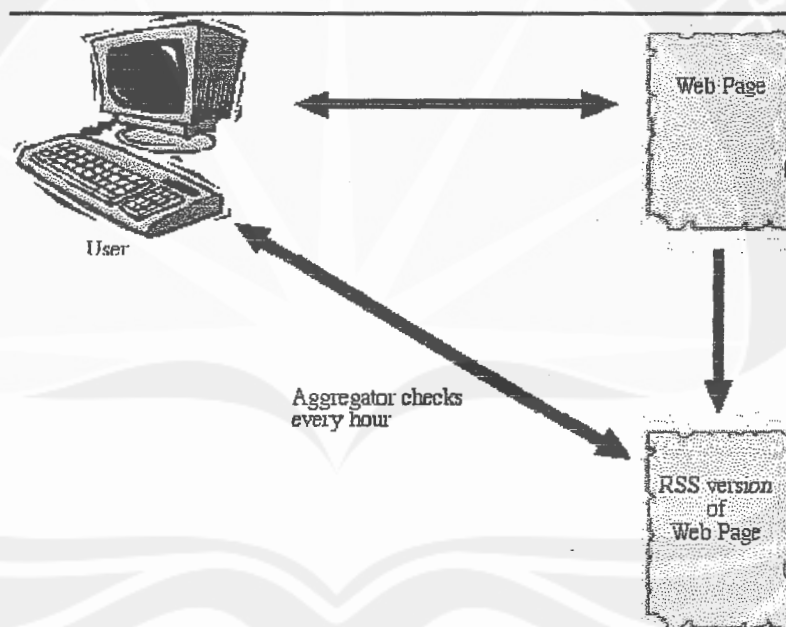 Web Page
User
Aggregator checks
every hour
RSS version
of
Web Page